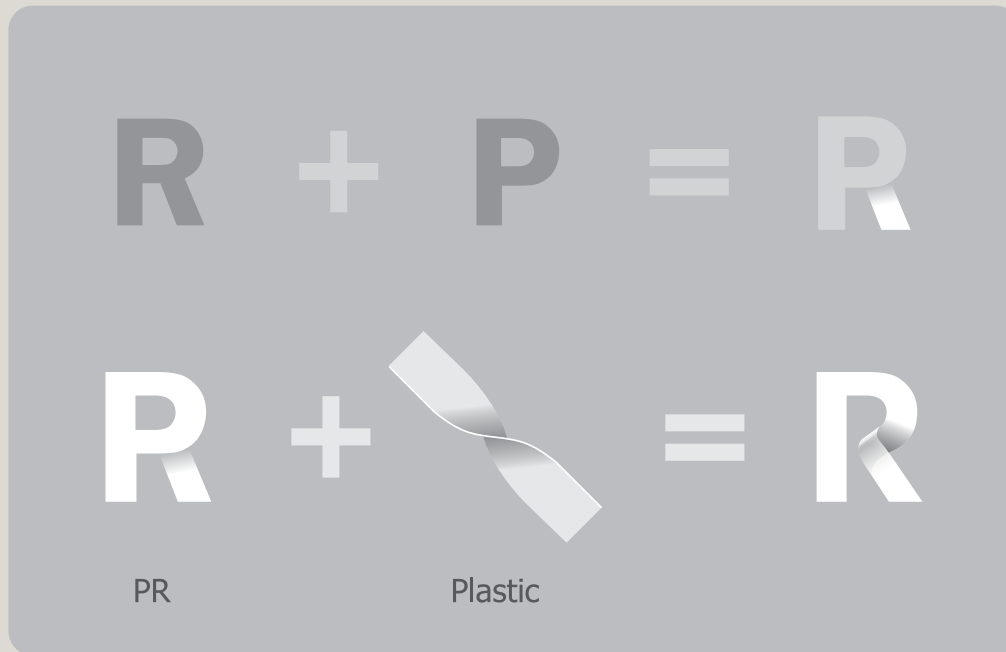 R + P = R
R + = R
PR Plastic